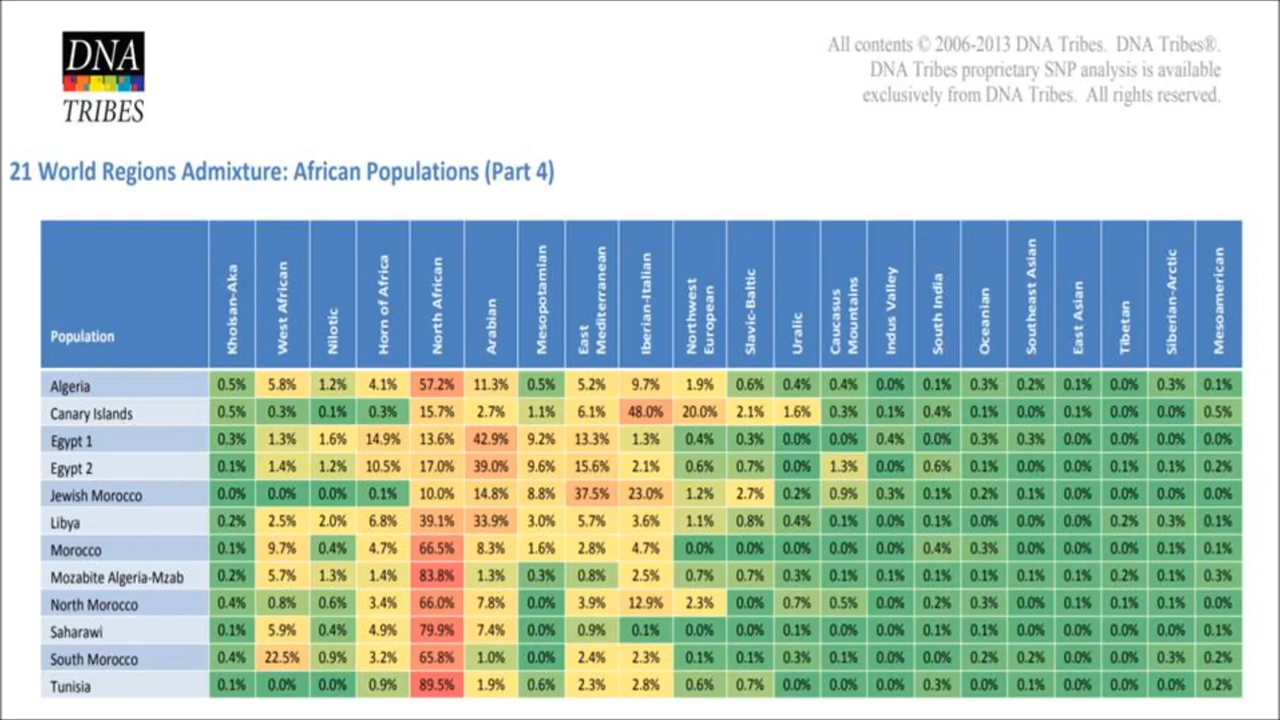 DNA
TRIBES
All contents © 2006-2013 DNA Tribes. DNA Tribes®.
DNA Tribes proprietary SNP analysis is available
exclusively from DNA Tribes. All rights reserved.
21 World Regions Admixture: African Populations (Part 4)
Population Khoisan-Aka West African Nilotic Horn of Africa North African Arabian Mesopotamian East Mediterranean Iberian-Italian Northwest European Slavic-Baltic Uralic Caucasus Mountains Indus Valley South India Oceanian Southeast Asian East Asian Tibetan Siberian-Arctic Mesoamerican
Algeria 0.5% 5.8% 1.2% 4.1% 57.2% 11.3% 0.5% 5.2% 9.7% 1.9% 0.6% 0.4% 0.4% 0.0% 0.1% 0.3% 0.2% 0.1% 0.0% 0.3% 0.1%
Canary Islands 0.5% 0.3% 0.1% 0.3% 15.7% 2.7% 1.1% 6.1% 48.0% 20.0% 2.1% 1.6% 0.3% 0.1% 0.4% 0.1% 0.0% 0.1% 0.0% 0.0% 0.5%
Egypt 1 0.3% 1.3% 1.6% 14.9% 13.6% 42.9% 9.2% 13.3% 1.3% 0.4% 0.3% 0.0% 0.0% 0.4% 0.0% 0.3% 0.3% 0.0% 0.0% 0.0% 0.0%
Egypt 2 0.1% 1.4% 1.2% 10.5% 17.0% 39.0% 9.6% 15.6% 2.1% 0.6% 0.7% 0.0% 1.3% 0.0% 0.6% 0.1% 0.0% 0.0% 0.1% 0.1% 0.2%
Jewish Morocco 0.0% 0.0% 0.0% 0.1% 10.0% 14.8% 8.8% 37.5% 23.0% 1.2% 2.7% 0.2% 0.9% 0.3% 0.1% 0.2% 0.1% 0.0% 0.0% 0.0% 0.0%
Libya 0.2% 2.5% 2.0% 6.8% 39.1% 33.9% 3.0% 5.7% 3.6% 1.1% 0.8% 0.4% 0.1% 0.0% 0.1% 0.0% 0.0% 0.0% 0.2% 0.3% 0.1%
Morocco 0.1% 9.7% 0.4% 4.7% 66.5% 8.3% 1.6% 2.8% 4.7% 0.0% 0.0% 0.0% 0.0% 0.0% 0.4% 0.3% 0.0% 0.0% 0.0% 0.1% 0.1%
Mozabite Algeria-Mzab 0.2% 5.7% 1.3% 1.4% 83.8% 1.3% 0.3% 0.8% 2.5% 0.7% 0.7% 0.3% 0.1% 0.1% 0.1% 0.1% 0.1% 0.1% 0.2% 0.1% 0.3%
North Morocco 0.4% 0.8% 0.6% 3.4% 66.0% 7.8% 0.0% 3.9% 12.9% 2.3% 0.0% 0.7% 0.5% 0.0% 0.2% 0.3% 0.0% 0.1% 0.1% 0.1% 0.0%
Saharawi 0.1% 5.9% 0.4% 4.9% 79.9% 7.4% 0.0% 0.9% 0.1% 0.0% 0.0% 0.1% 0.0% 0.0% 0.1% 0.1% 0.0% 0.0% 0.0% 0.0% 0.1%
South Morocco 0.4% 22.5% 0.9% 3.2% 65.8% 1.0% 0.0% 2.4% 2.3% 0.1% 0.1% 0.3% 0.1% 0.0% 0.0% 0.2% 0.2% 0.0% 0.0% 0.3% 0.2%
Tunisia 0.1% 0.0% 0.0% 0.9% 89.5% 1.9% 0.6% 2.3% 2.8% 0.6% 0.7% 0.0% 0.0% 0.0% 0.3% 0.0% 0.1% 0.0% 0.0% 0.0% 0.2%